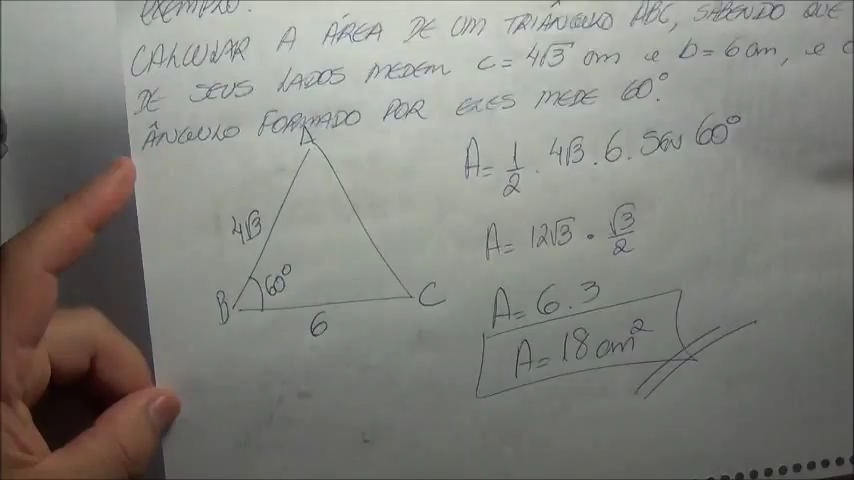 EXEMPLO:
CALCULAR A ÁREA DE UM TRIÂNGULO ABC, SABENDO QUE
DE SEUS LADOS MEDEM c = 4√3 cm e b = 6 cm, e o
ÂNGULO FORMADO POR ELES MEDE 60°.
A
4√3
60°
B
C
6
A = 1/2 . 4√3 . 6 . Sen 60°
A = 12√3 • √3/2
A = 6.3
A = 18 cm²